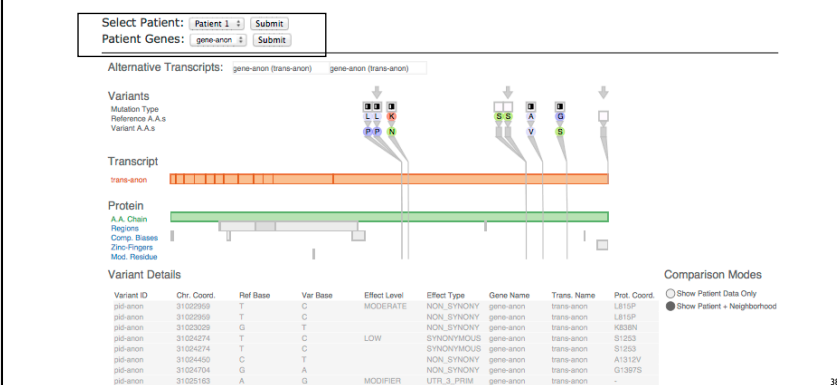 Select Patient: Patient 1 Submit
Patient Genes: gene-anon Submit
Alternative Transcripts: gene-anon (trans-anon) gene-anon (trans-anon)
Variants
Mutation Type
Reference A.A.s L L K S S A G
Variant A.A.s P P N V S
Transcript
trans-anon
Protein
A.A. Chain
Regions
Comp. Biases
Zinc-Fingers
Mod. Residue
Variant Details
Variant ID Chr. Coord. Ref Base Var Base Effect Level Effect Type Gene Name Trans. Name Prot. Coord.
pid-anon 31022959 T C MODERATE NON_SYNONY gene-anon trans-anon L815P
pid-anon 31022959 T C NON_SYNONY gene-anon trans-anon L815P
pid-anon 31023029 G T NON_SYNONY gene-anon trans-anon K838N
pid-anon 31024274 T C LOW SYNONYMOUS gene-anon trans-anon S1253
pid-anon 31024274 T C SYNONYMOUS gene-anon trans-anon S1253
pid-anon 31024450 C T NON_SYNONY gene-anon trans-anon A1312V
pid-anon 31024704 G A NON_SYNONY gene-anon trans-anon G1397S
pid-anon 31025163 A G MODIFIER UTR_3_PRIM gene-anon trans-anon -
Comparison Modes
Show Patient Data Only
Show Patient + Neighborhood